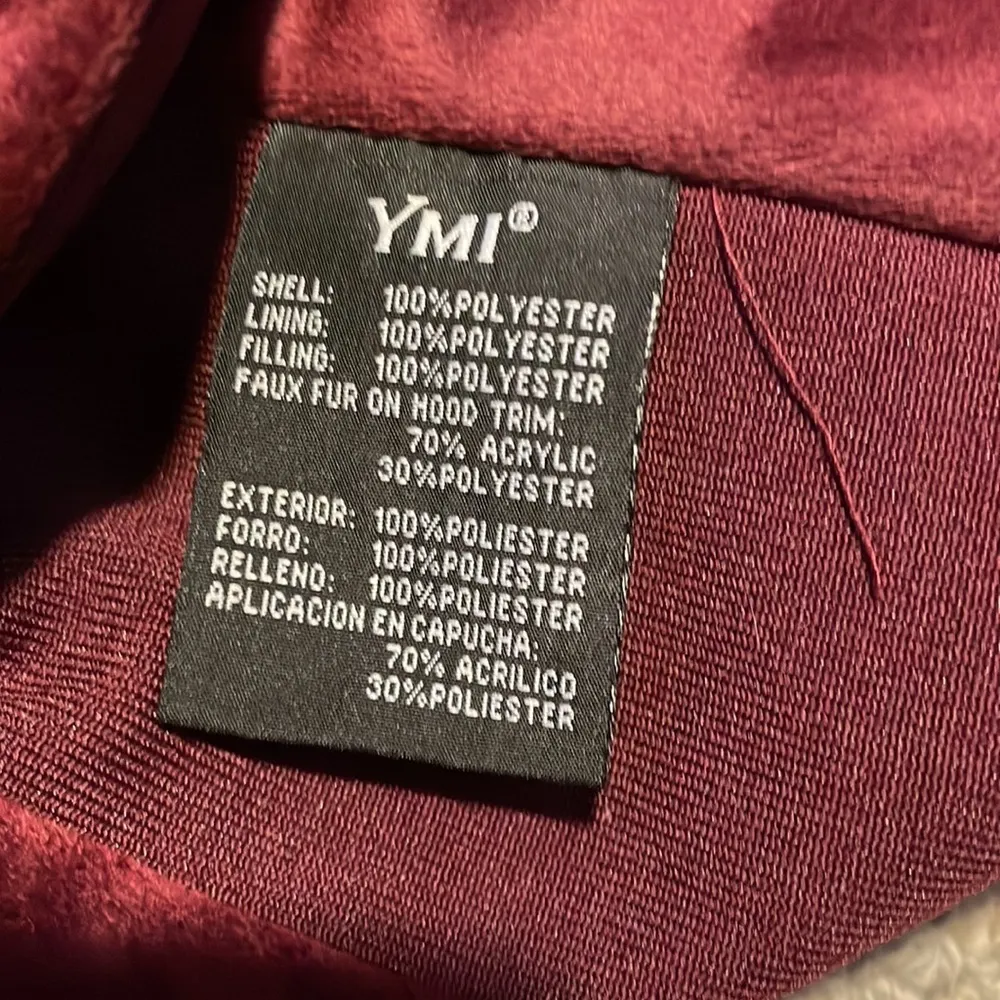 YMI®
SHELL: 100%POLYESTER
LINING: 100%POLYESTER
FILLING: 100%POLYESTER
FAUX FUR ON HOOD TRIM:
70% ACRYLIC
30%POLYESTER
EXTERIOR: 100%POLIESTER
FORRO: 100%POLIESTER
RELLENO: 100%POLIESTER
APLICACION EN CAPUCHA:
70% ACRILICO
30%POLIESTER